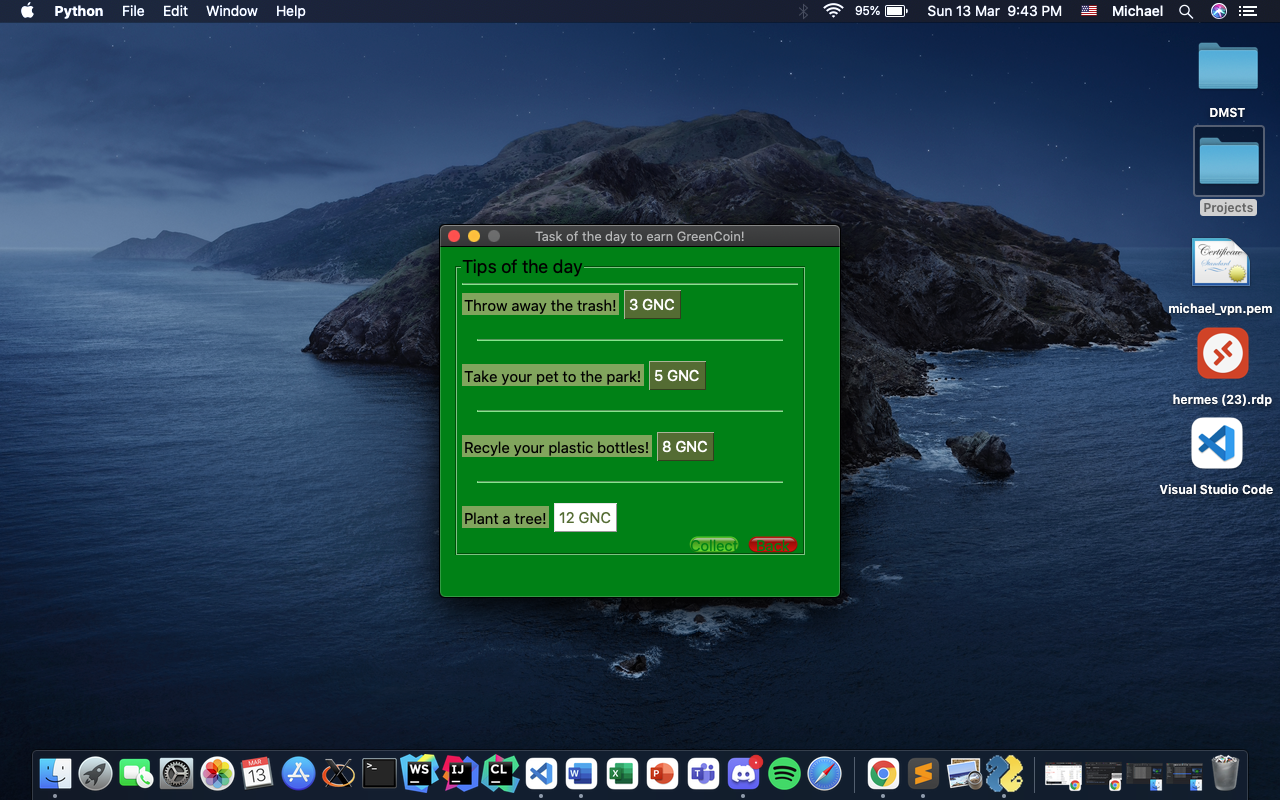 Python File Edit Window Help 95% Sun 13 Mar 9:43 PM Michael
DMST
Projects
Certificate
Standard
michael_vpn.pem
hermes (23).rdp
Visual Studio Code
Task of the day to earn GreenCoin!
Tips of the day
Throw away the trash! 3 GNC
Take your pet to the park! 5 GNC
Recyle your plastic bottles! 8 GNC
Plant a tree! 12 GNC
Collect Back
MAR
13
>_
WS
IJ
CL
W
X
P
T